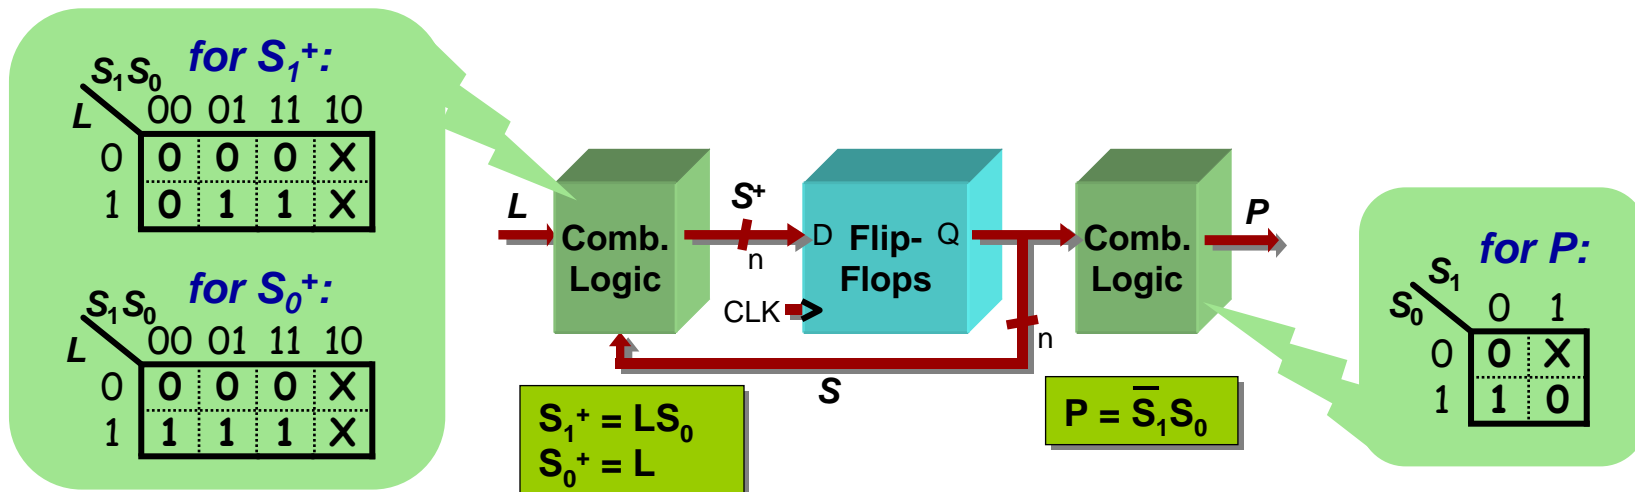 for S₁⁺:
S₁S₀
L 00 01 11 10
0 0 0 0 X
1 0 1 1 X
for S₀⁺:
S₁S₀
L 00 01 11 10
0 0 0 0 X
1 1 1 1 X
L
Comb.
Logic
S⁺
n
D Flip-
Flops
Q
CLK
n
S
Comb.
Logic
P
S₁⁺ = LS₀
S₀⁺ = L
P = S̅₁S₀
for P:
S₁
S₀ 0 1
0 0 X
1 1 0